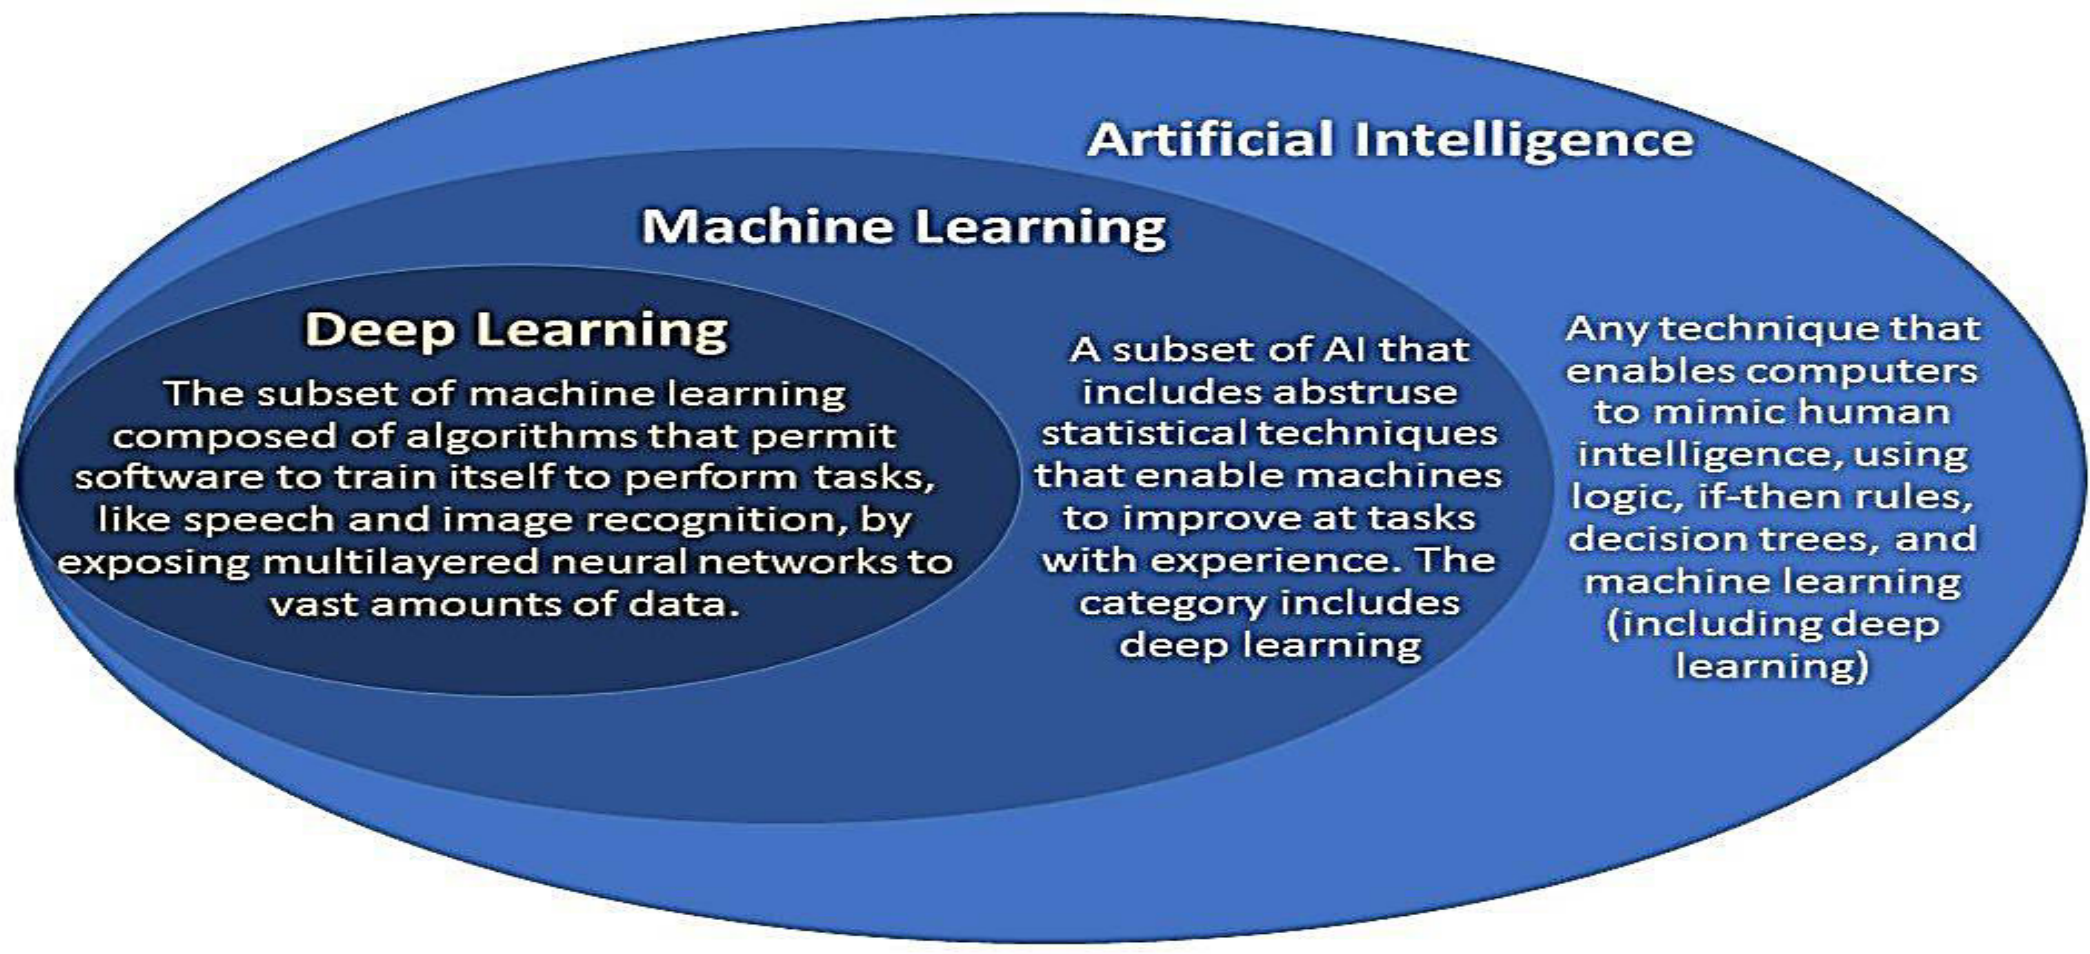 Artificial Intelligence
Machine Learning
Deep Learning
The subset of machine learning
composed of algorithms that permit
software to train itself to perform tasks,
like speech and image recognition, by
exposing multilayered neural networks to
vast amounts of data.
A subset of AI that
includes abstruse
statistical techniques
that enable machines
to improve at tasks
with experience. The
category includes
deep learning
Any technique that
enables computers
to mimic human
intelligence, using
logic, if-then rules,
decision trees, and
machine learning
(including deep
learning)